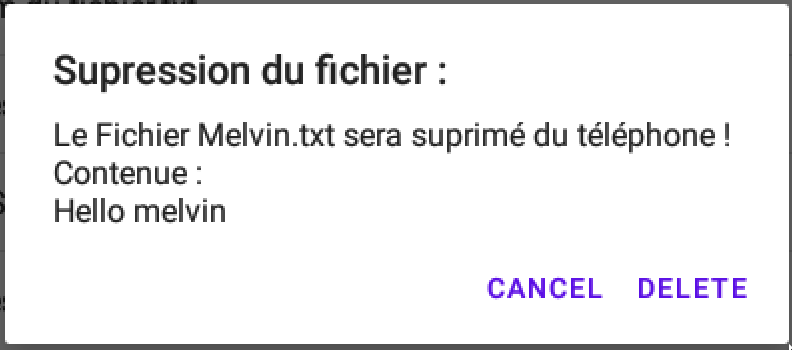 Supression du fichier :
Le Fichier Melvin.txt sera suprimé du téléphone !
Contenue :
Hello melvin
CANCEL DELETE